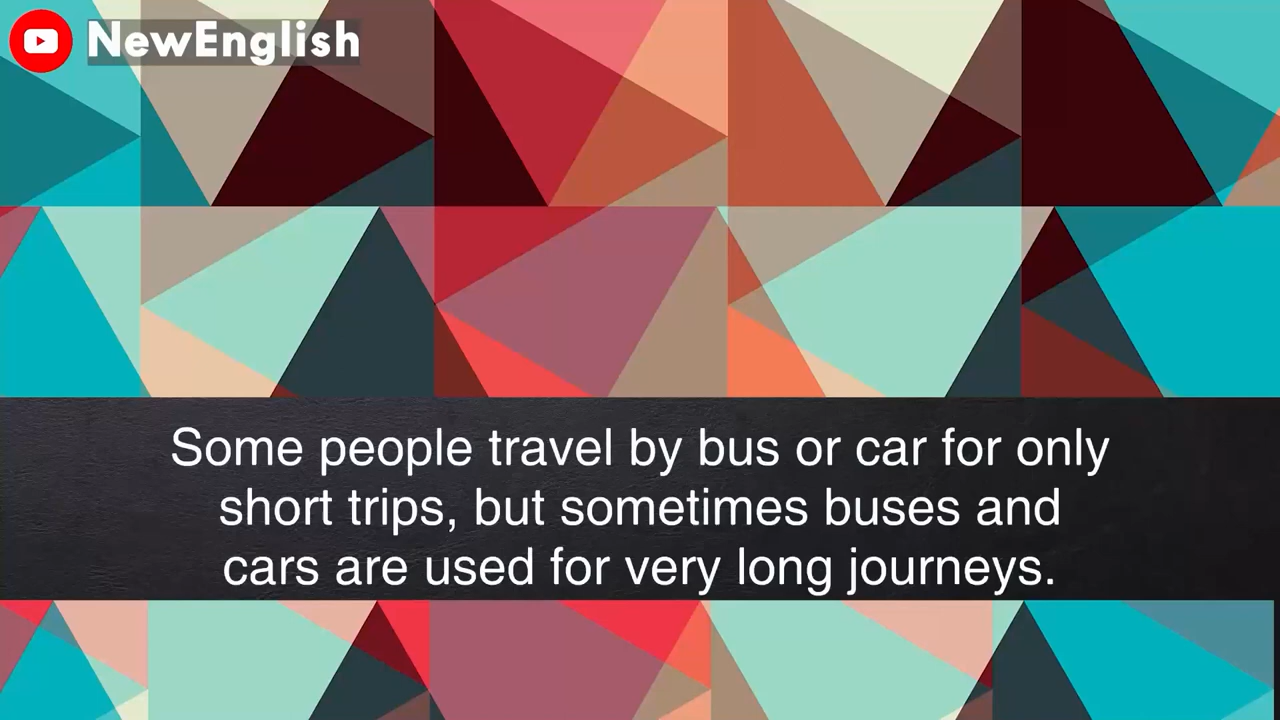 NewEnglish
Some people travel by bus or car for only
short trips, but sometimes buses and
cars are used for very long journeys.